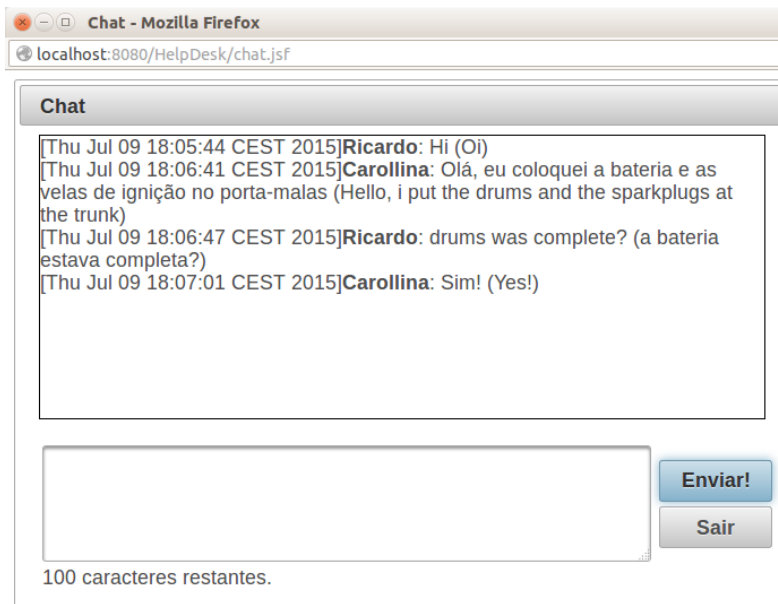 Chat - Mozilla Firefox
localhost:8080/HelpDesk/chat.jsf
Chat
[Thu Jul 09 18:05:44 CEST 2015]Ricardo: Hi (Oi)
[Thu Jul 09 18:06:41 CEST 2015]Carollina: Olá, eu coloquei a bateria e as
velas de ignição no porta-malas (Hello, i put the drums and the sparkplugs at
the trunk)
[Thu Jul 09 18:06:47 CEST 2015]Ricardo: drums was complete? (a bateria
estava completa?)
[Thu Jul 09 18:07:01 CEST 2015]Carollina: Sim! (Yes!)
Enviar!
Sair
100 caracteres restantes.